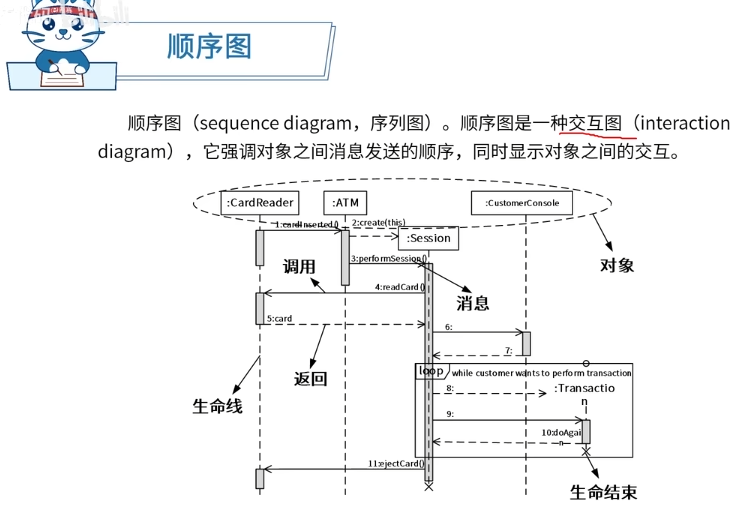 顺序图
顺序图（sequence diagram，序列图）。顺序图是一种交互图（interaction
diagram），它强调对象之间消息发送的顺序，同时显示对象之间的交互。
:CardReader
:ATM
:CustomerConsole
1:cardInserted()
2:create(this)
:Session
对象
3:performSession()
调用
4:readCard()
消息
5:card
6:
7:
返回
loop
while customer wants to perform transaction
8:
:Transactio
n
生命线
9:
10:doAgai
n
11:ejectCard()
生命结束